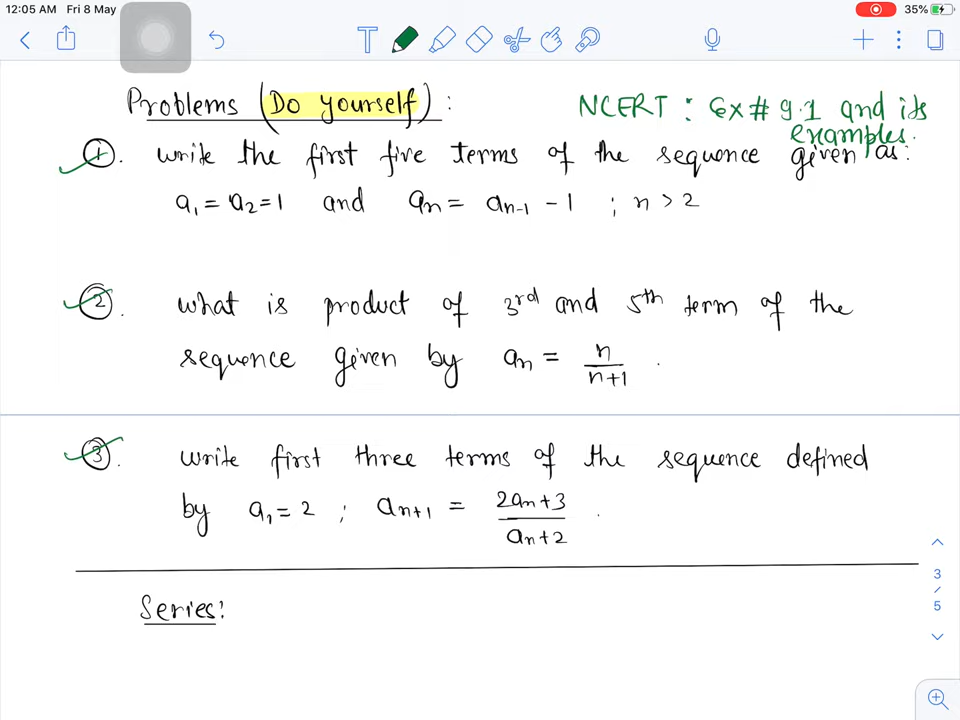 12:05 AM Fri 8 May
35%
Problems (Do yourself) :
NCERT : Ex # 9.1 and its
examples.
①. write the first five terms of the sequence given as:
a₁ = a₂ = 1 and aₙ = aₙ₋₁ - 1 ; n > 2
②. what is product of 3rd and 5th term of the
sequence given by aₙ = n/(n+1) .
③. write first three terms of the sequence defined
by a₁ = 2 ; aₙ₊₁ = (2aₙ+3)/(aₙ+2) .
Series:
3
/
5